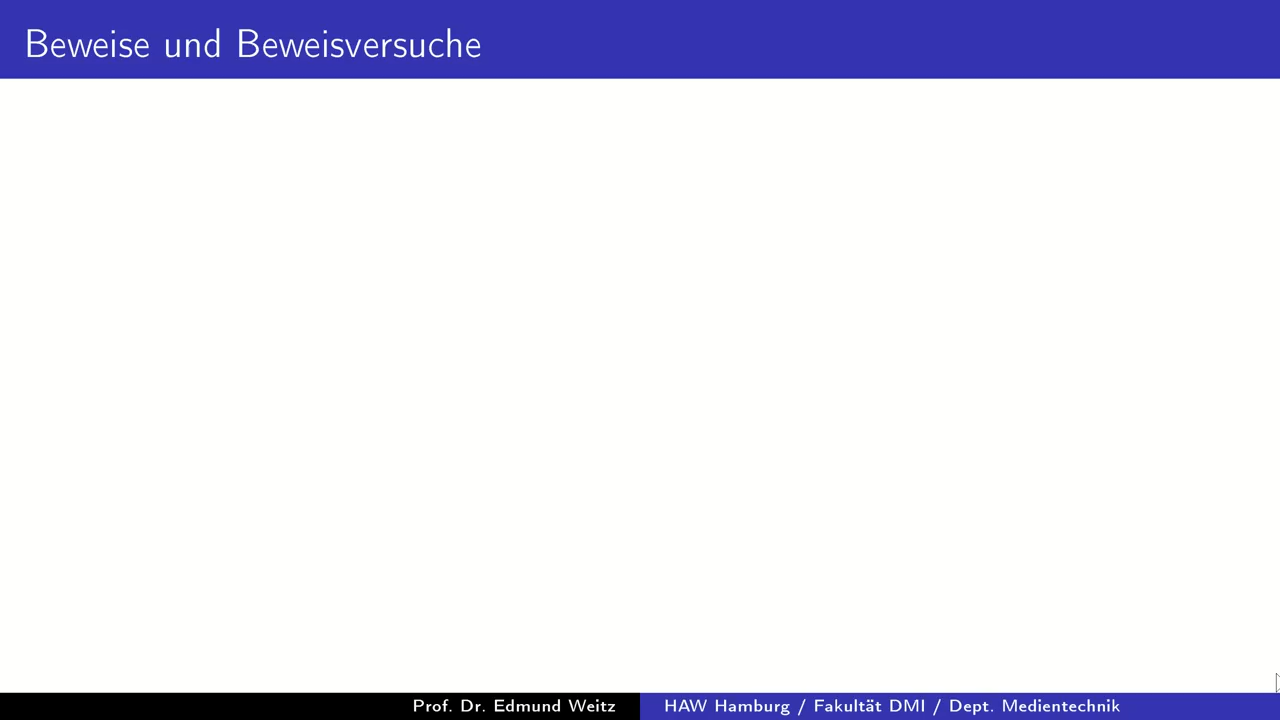 Beweise und Beweisversuche
Prof. Dr. Edmund Weitz
HAW Hamburg / Fakultät DMI / Dept. Medientechnik